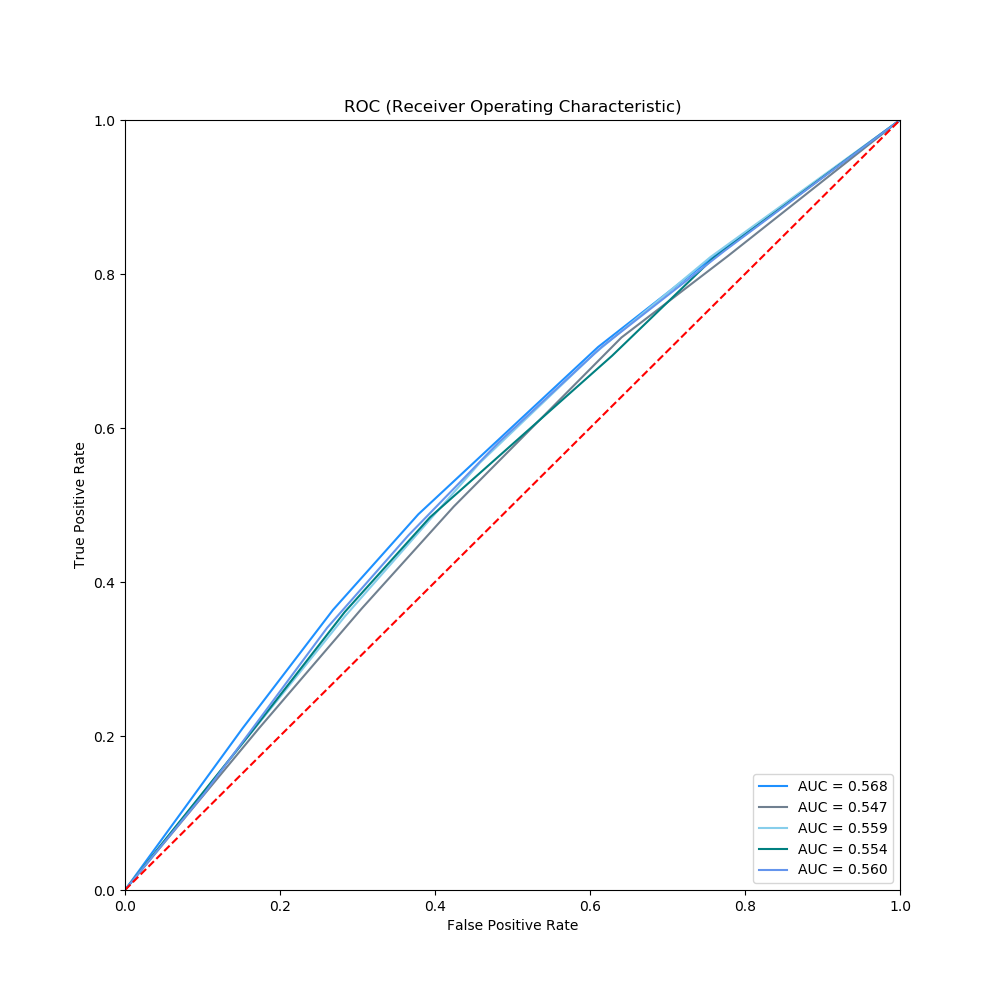 ROC (Receiver Operating Characteristic)
1.0
0.8
0.6
0.4
0.2
0.0
True Positive Rate
0.0 0.2 0.4 0.6 0.8 1.0
False Positive Rate
AUC = 0.568
AUC = 0.547
AUC = 0.559
AUC = 0.554
AUC = 0.560